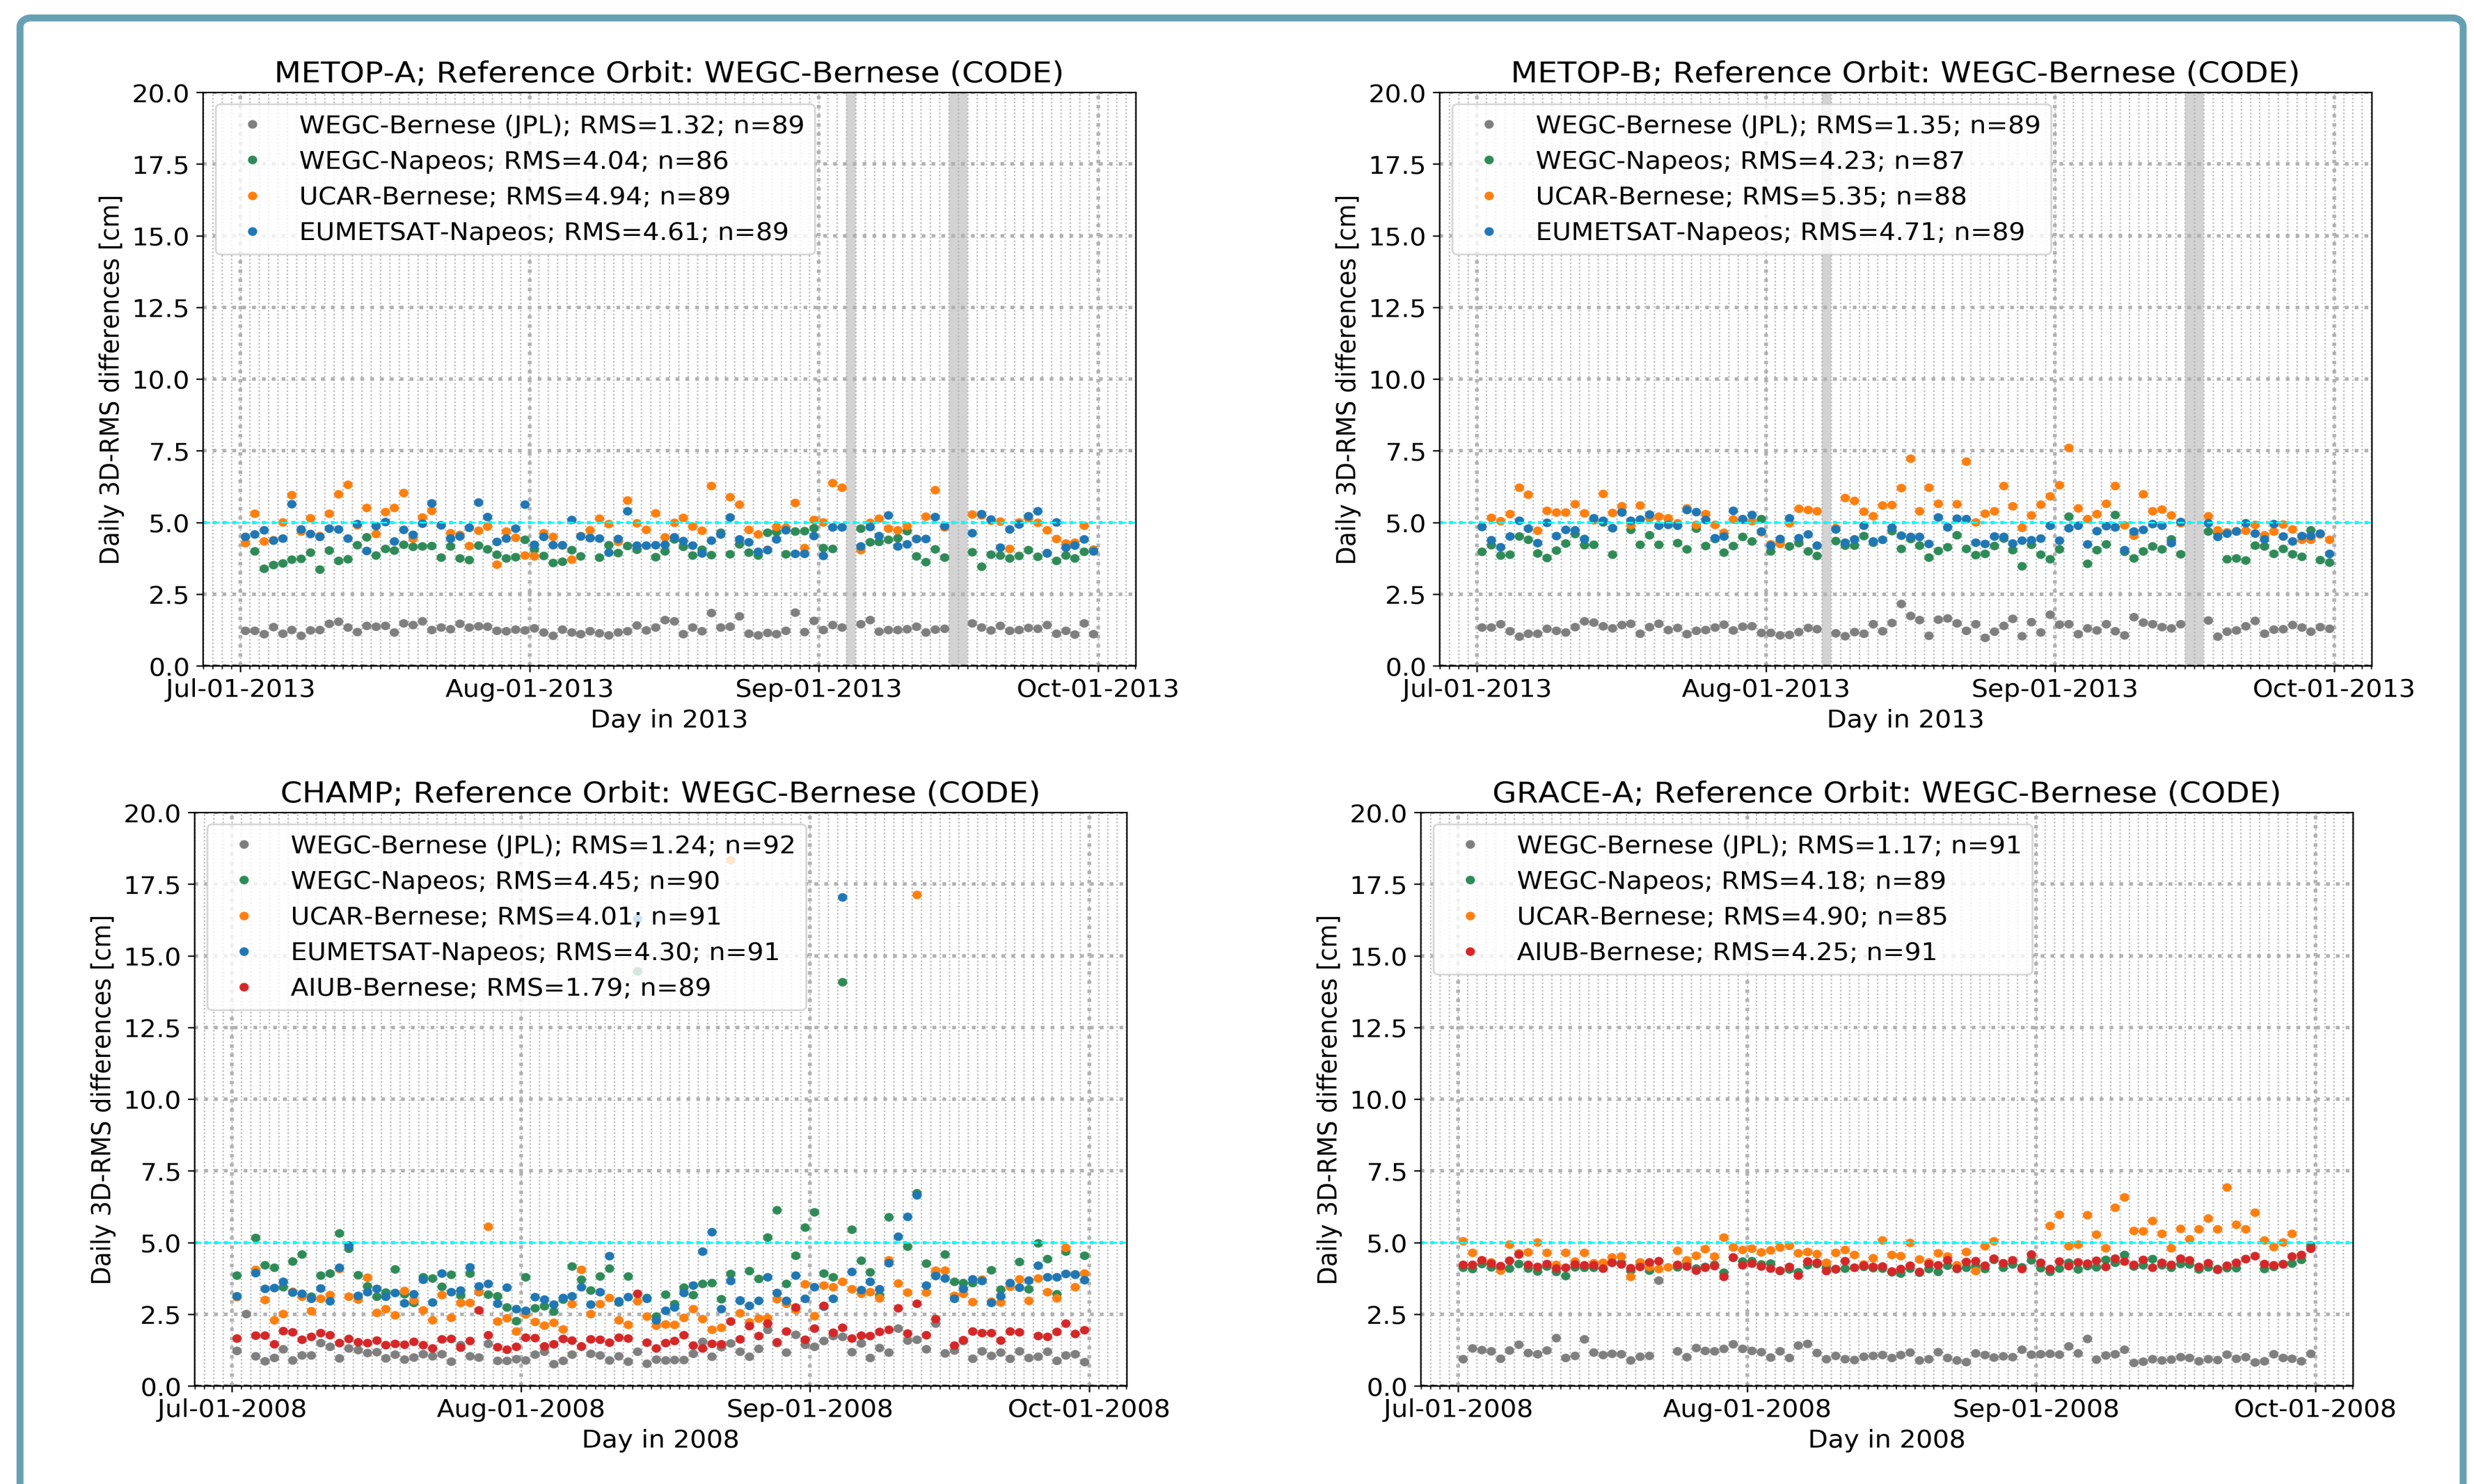 METOP-A; Reference Orbit: WEGC-Bernese (CODE)
20.0
17.5
15.0
12.5
10.0
7.5
5.0
2.5
0.0
Daily 3D-RMS differences [cm]
WEGC-Bernese (JPL); RMS=1.32; n=89
WEGC-Napeos; RMS=4.04; n=86
UCAR-Bernese; RMS=4.94; n=89
EUMETSAT-Napeos; RMS=4.61; n=89
Jul-01-2013 Aug-01-2013 Sep-01-2013 Oct-01-2013
Day in 2013
METOP-B; Reference Orbit: WEGC-Bernese (CODE)
20.0
17.5
15.0
12.5
10.0
7.5
5.0
2.5
0.0
Daily 3D-RMS differences [cm]
WEGC-Bernese (JPL); RMS=1.35; n=89
WEGC-Napeos; RMS=4.23; n=87
UCAR-Bernese; RMS=5.35; n=88
EUMETSAT-Napeos; RMS=4.71; n=89
Jul-01-2013 Aug-01-2013 Sep-01-2013 Oct-01-2013
Day in 2013
CHAMP; Reference Orbit: WEGC-Bernese (CODE)
20.0
17.5
15.0
12.5
10.0
7.5
5.0
2.5
0.0
Daily 3D-RMS differences [cm]
WEGC-Bernese (JPL); RMS=1.24; n=92
WEGC-Napeos; RMS=4.45; n=90
UCAR-Bernese; RMS=4.01; n=91
EUMETSAT-Napeos; RMS=4.30; n=91
AIUB-Bernese; RMS=1.79; n=89
Jul-01-2008 Aug-01-2008 Sep-01-2008 Oct-01-2008
Day in 2008
GRACE-A; Reference Orbit: WEGC-Bernese (CODE)
20.0
17.5
15.0
12.5
10.0
7.5
5.0
2.5
0.0
Daily 3D-RMS differences [cm]
WEGC-Bernese (JPL); RMS=1.17; n=91
WEGC-Napeos; RMS=4.18; n=89
UCAR-Bernese; RMS=4.90; n=85
AIUB-Bernese; RMS=4.25; n=91
Jul-01-2008 Aug-01-2008 Sep-01-2008 Oct-01-2008
Day in 2008